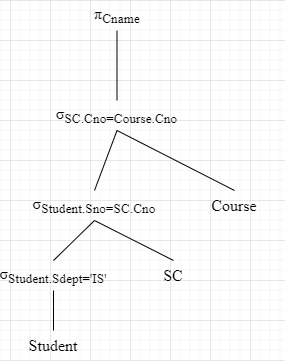 πCname
σSC.Cno=Course.Cno
σStudent.Sno=SC.Cno
Course
σStudent.Sdept='IS'
SC
Student